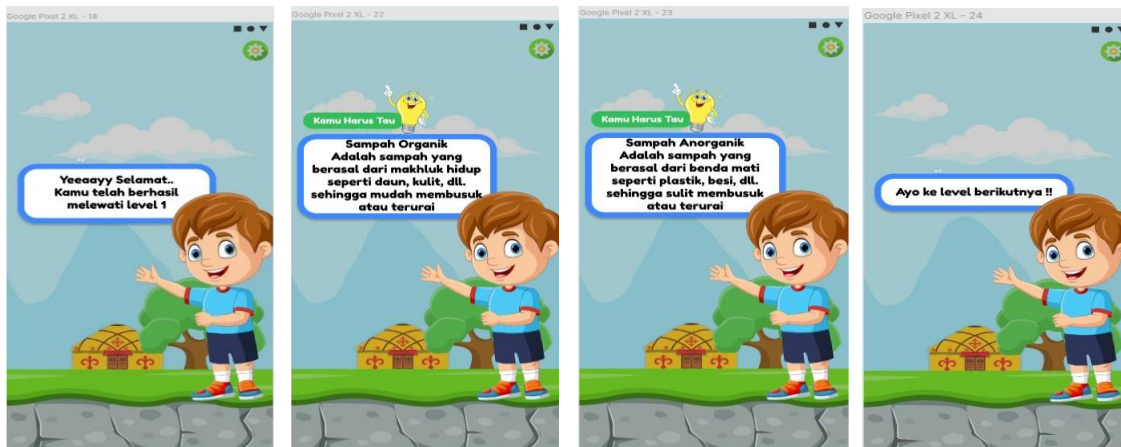 Google Pixel 2 XL - 18
Yeeaayy Selamat..
Kamu telah berhasil
melewati level 1
Google Pixel 2 XL - 22
Kamu Harus Tau
Sampah Organik
Adalah sampah yang
berasal dari makhluk hidup
seperti daun, kulit, dll.
sehingga mudah membusuk
atau terurai
Google Pixel 2 XL - 23
Kamu Harus Tau
Sampah Anorganik
Adalah sampah yang
berasal dari benda mati
seperti plastik, besi, dll.
sehingga sulit membusuk
atau terurai
Google Pixel 2 XL - 24
Ayo ke level berikutnya !!